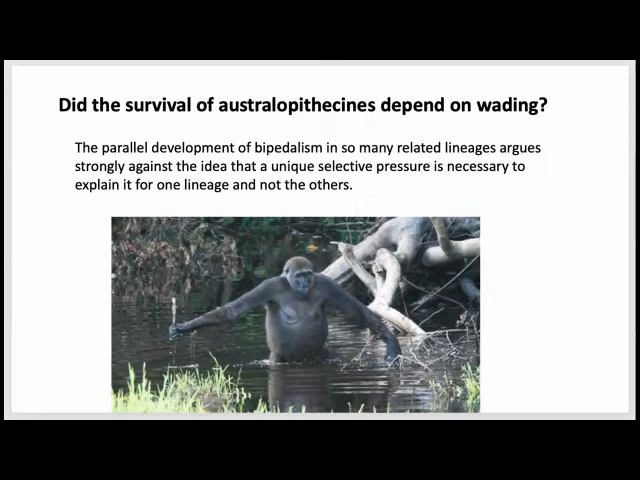 Did the survival of australopithecines depend on wading?
The parallel development of bipedalism in so many related lineages argues
strongly against the idea that a unique selective pressure is necessary to
explain it for one lineage and not the others.